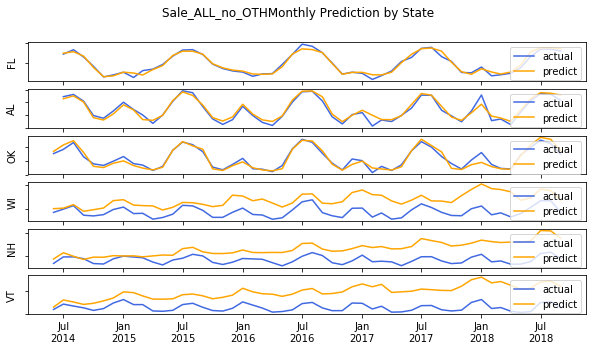 Sale_ALL_no_OTHMonthly Prediction by State
FL
actual
predict
AL
actual
predict
OK
actual
predict
WI
actual
predict
NH
actual
predict
VT
actual
predict
Jul Jan Jul Jan Jul Jan Jul Jan Jul
2014 2015 2015 2016 2016 2017 2017 2018 2018